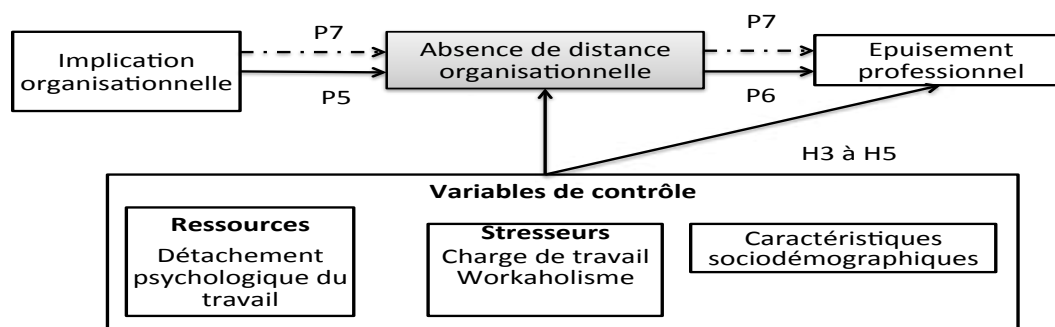 P7
P7
Implication
organisationnelle
Absence de distance
organisationnelle
Epuisement
professionnel
P5
P6
H3 à H5
Variables de contrôle
Ressources
Détachement
psychologique du
travail
Stresseurs
Charge de travail
Workaholisme
Caractéristiques
sociodémographiques